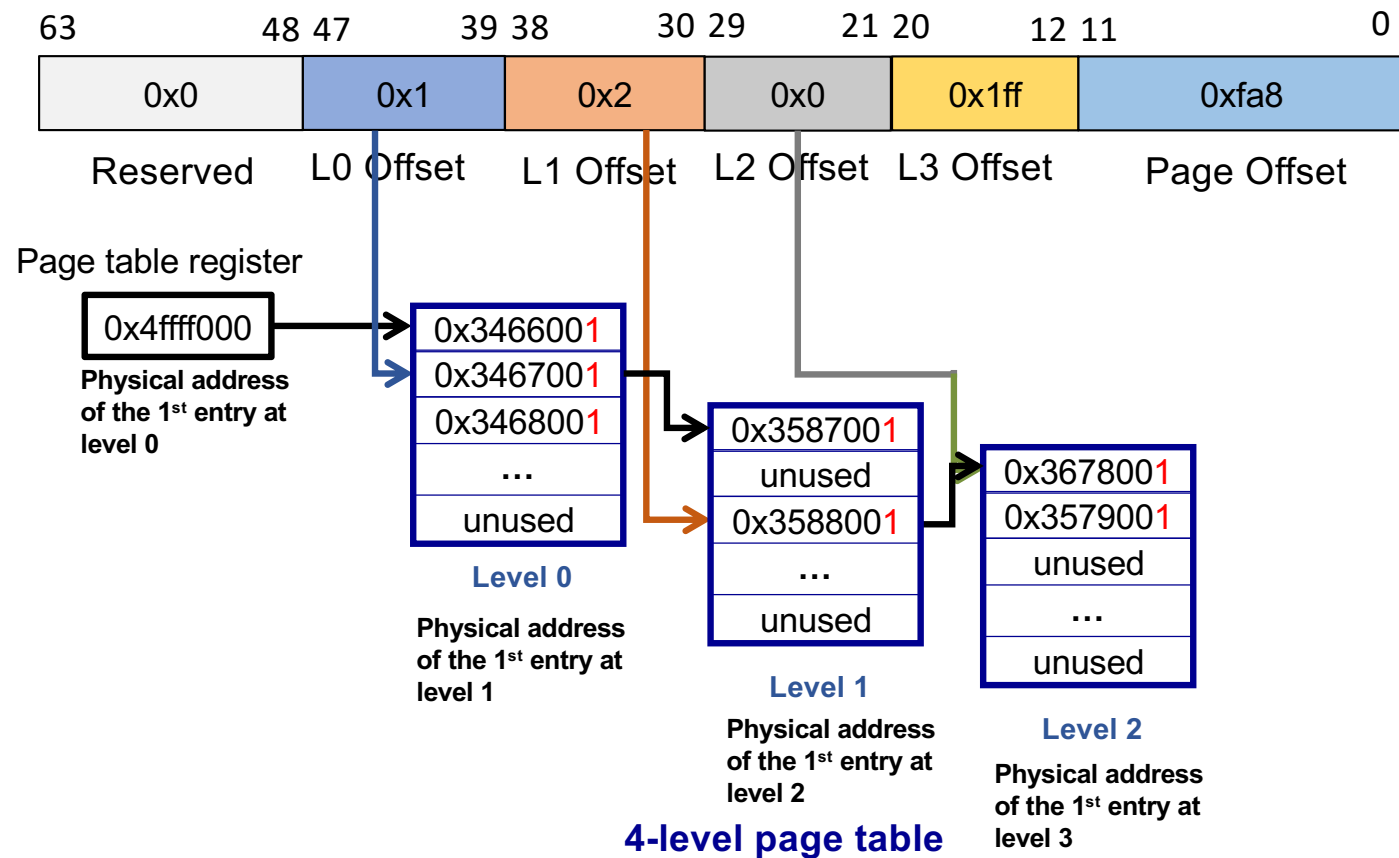 63 48 47 39 38 30 29 21 20 12 11 0
0x0 0x1 0x2 0x0 0x1ff 0xfa8
Reserved L0 Offset L1 Offset L2 Offset L3 Offset Page Offset
Page table register
0x4ffff000
Physical address
of the 1st entry at
level 0
0x3466001
0x3467001
0x3468001
...
unused
Level 0
Physical address
of the 1st entry at
level 1
0x3587001
unused
0x3588001
...
unused
Level 1
Physical address
of the 1st entry at
level 2
0x3678001
0x3579001
unused
...
unused
Level 2
Physical address
of the 1st entry at
level 3
4-level page table